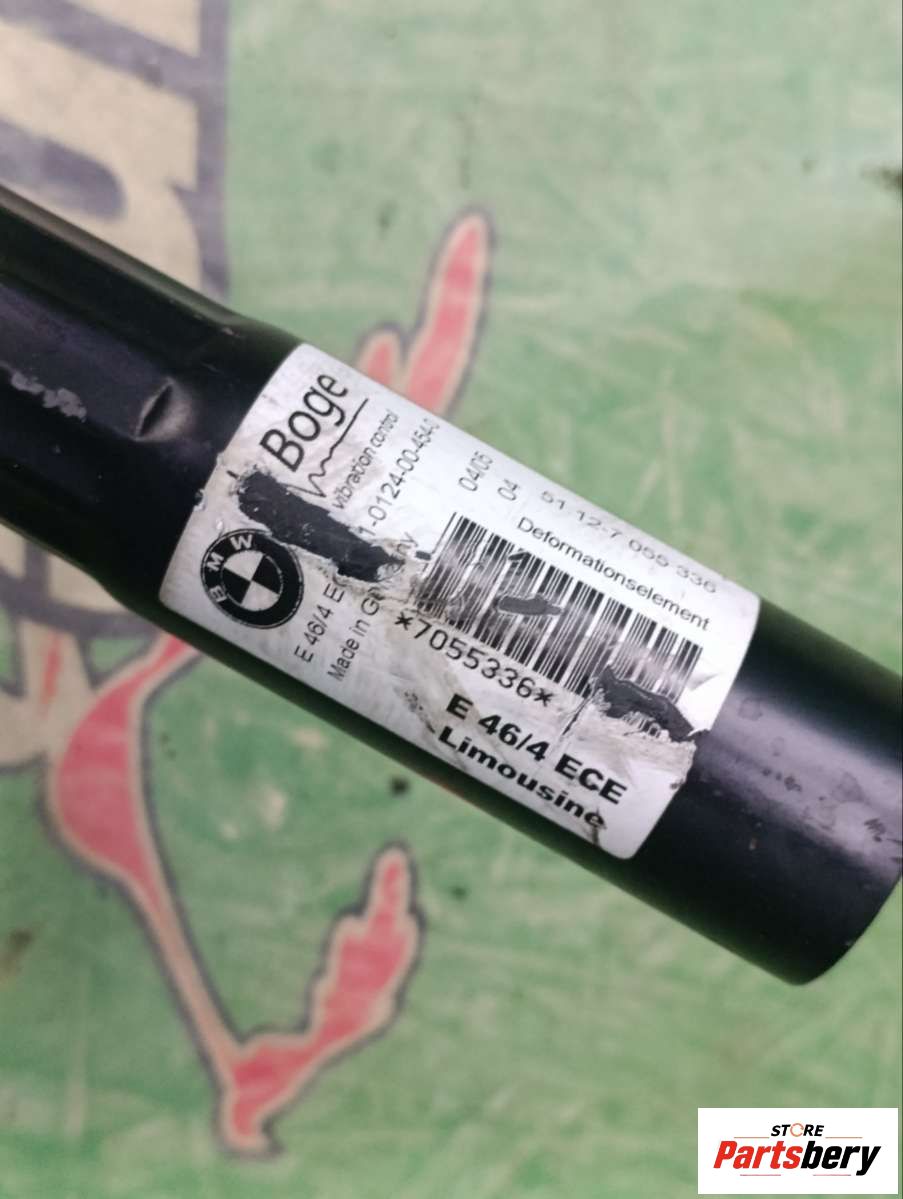 Boge
vibration control
-0124-00-454-
BMW
E 46/4
Made in
04/05
04
51 12-7 055 336
Deformationselement
*7055336*
E 46/4 ECE
Limousine
STORE
Partsbery